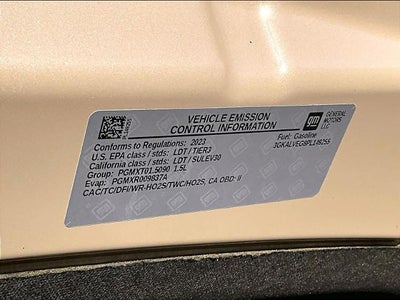 VEHICLE EMISSION
CONTROL INFORMATION
gm
GENERAL
MOTORS
LLC
Conforms to Regulations: 2023
Fuel: Gasoline
U.S. EPA class / stds: LDT / TIER3
California class / stds: LDT / SULEV30
Group: PGMXT01.5090 1.5L
Evap: PGMXR009837A
CAC/TC/DFI/WR-HO2S/TWC/HO2S, CA OBD: II